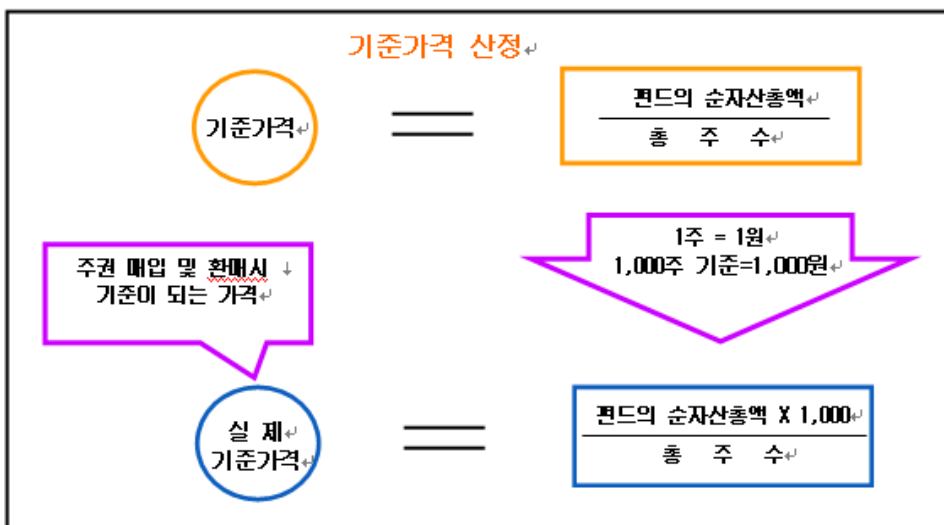 기준가격 산정
기준가격
=
펀드의 순자산총액
총 주 수
주권 매입 및 환매시
기준이 되는 가격
1주 = 1원
1,000주 기준=1,000원
실 제
기준가격
=
펀드의 순자산총액 X 1,000
총 주 수